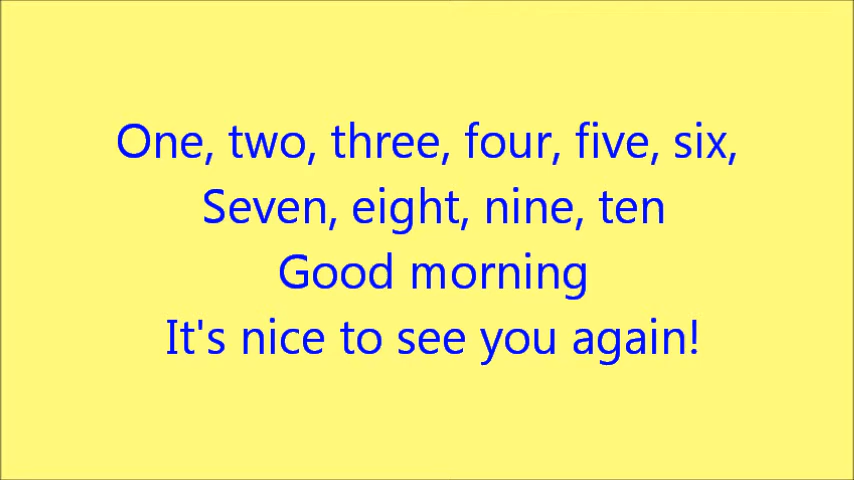 One, two, three, four, five, six,
Seven, eight, nine, ten
Good morning
It's nice to see you again!